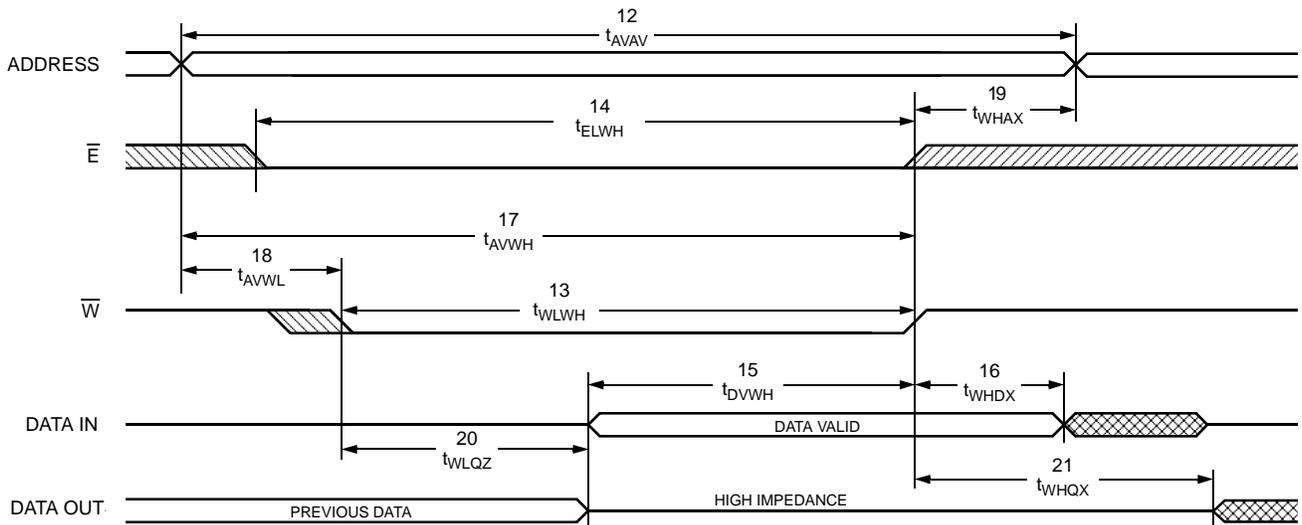 12
tAVAV
ADDRESS
14
tELWH
19
tWHAX
E
17
tAVWH
18
tAVWL
W
13
tWLWH
15
tDVWH
16
tWHDX
DATA IN
DATA VALID
20
tWLQZ
21
tWHQX
DATA OUT
PREVIOUS DATA
HIGH IMPEDANCE